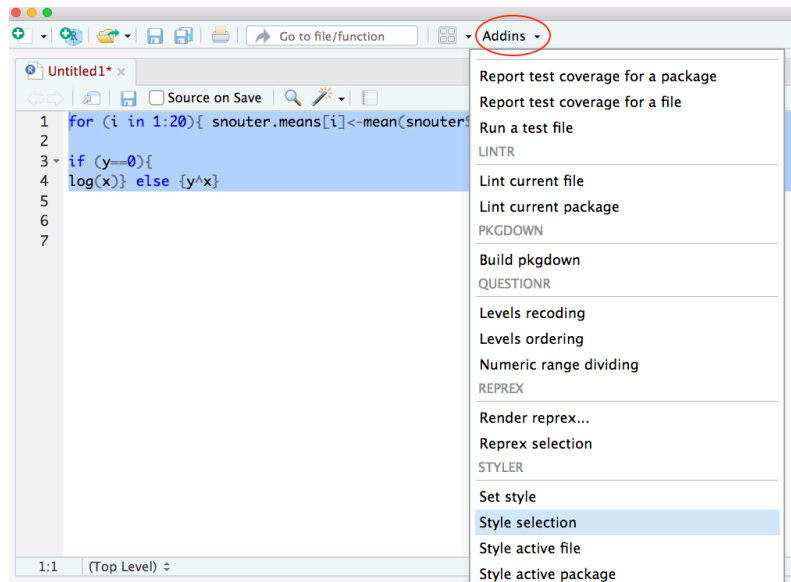 Go to file/function
Addins
Untitled1*
Source on Save
1 for (i in 1:20){ snouter.means[i]<-mean(snouter$
2
3 if (y==0){
4 log(x)} else {y^x}
5
6
7
1:1 (Top Level)
Report test coverage for a package
Report test coverage for a file
Run a test file
LINTR
Lint current file
Lint current package
PKGDOWN
Build pkgdown
QUESTIONR
Levels recoding
Levels ordering
Numeric range dividing
REPREX
Render reprex...
Reprex selection
STYLER
Set style
Style selection
Style active file
Style active package